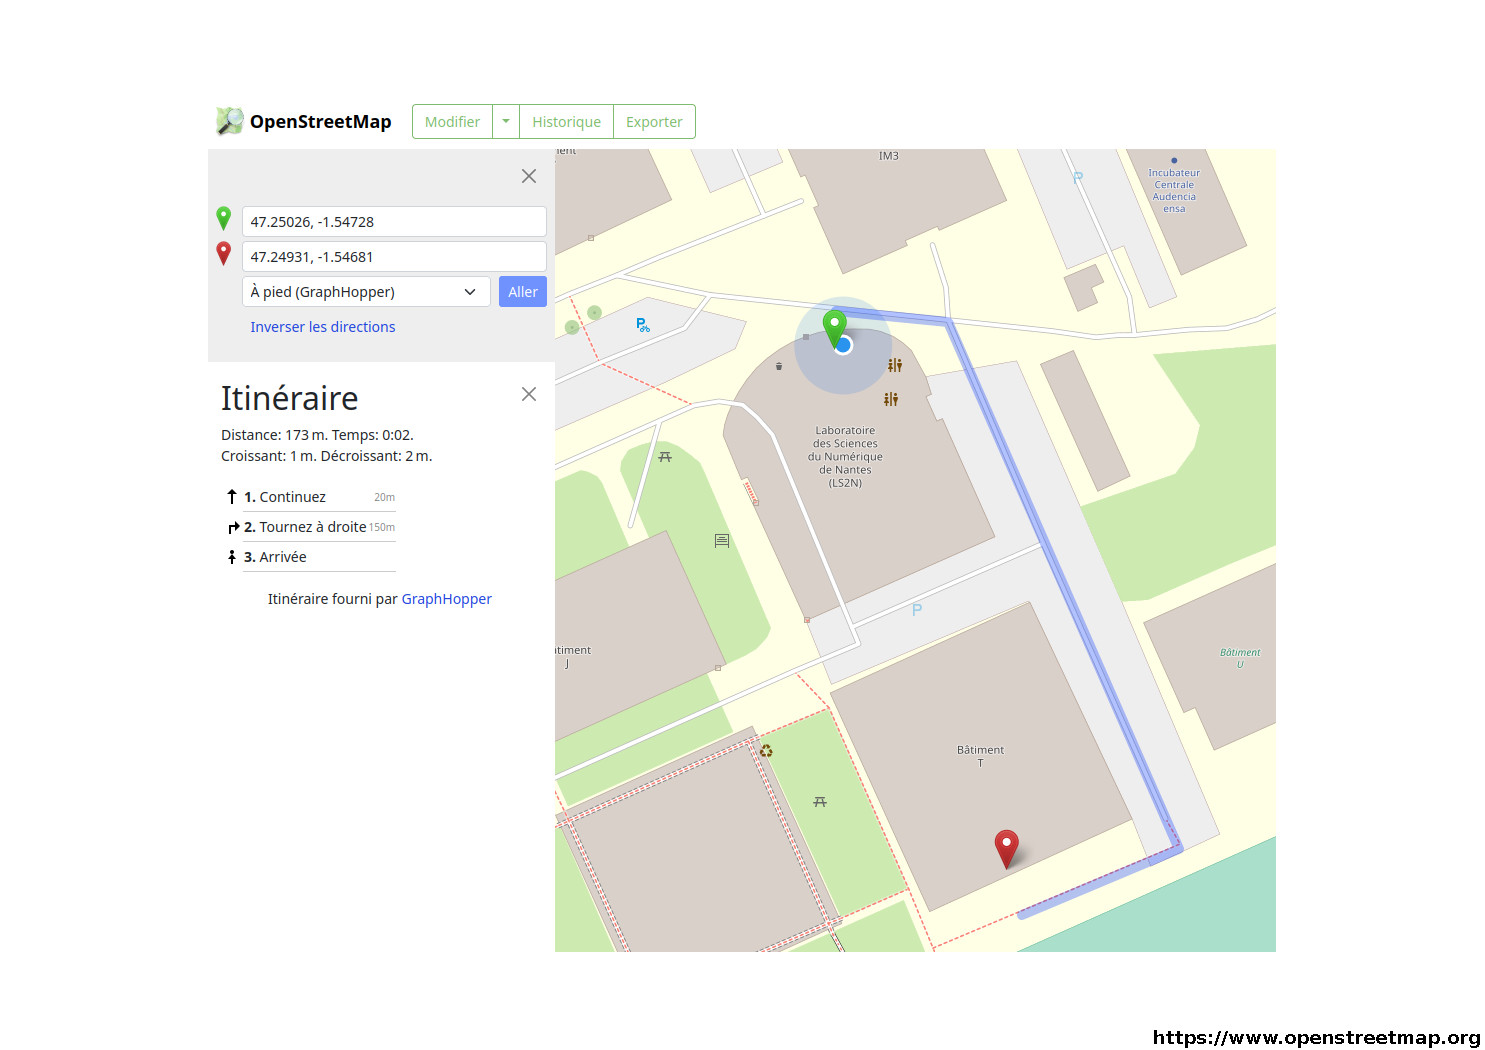 OpenStreetMap
Modifier
Historique
Exporter
47.25026, -1.54728
47.24931, -1.54681
À pied (GraphHopper)
Aller
Inverser les directions
Itinéraire
Distance: 173 m. Temps: 0:02.
Croissant: 1 m. Décroissant: 2 m.
1. Continuez 20m
2. Tournez à droite 150m
3. Arrivée
Itinéraire fourni par GraphHopper
IM3
P
Incubateur
Centrale
Audencia
ensa
P
Laboratoire
des Sciences
du Numérique
de Nantes
(LS2N)
P
timent
J
Bâtiment
U
Bâtiment
T
https://www.openstreetmap.org